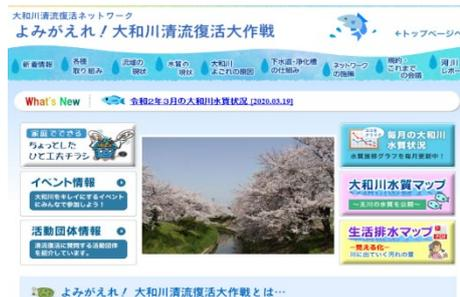 大和川清流復活ネットワーク
よみがえれ！大和川清流復活大作戦
←トップページへ
新着情報
各種
取り組み
流域の
現状
水質の
現状
大和川
よごれの原因
下水道・浄化槽
の仕組み
ネットワーク
の施策
規約・
これまで
の会議
河川
レポー
What's New
令和２年３月の大和川水質状況 [2020.03.19]
家庭でできる
ちょっとした
ひと工夫チラシ
イベント情報
大和川をキレイにするイベント
にみんなで参加しよう！
活動団体情報
清流復活に賛同する活動団体
を紹介しています。
毎月の大和川
水質状況
水質推移グラフを毎月更新中！
大和川水質マップ
～支川の水質を公開～
生活排水マップ
-見える化-
川に出ていく汚れの量
よみがえれ！ 大和川清流復活大作戦とは…